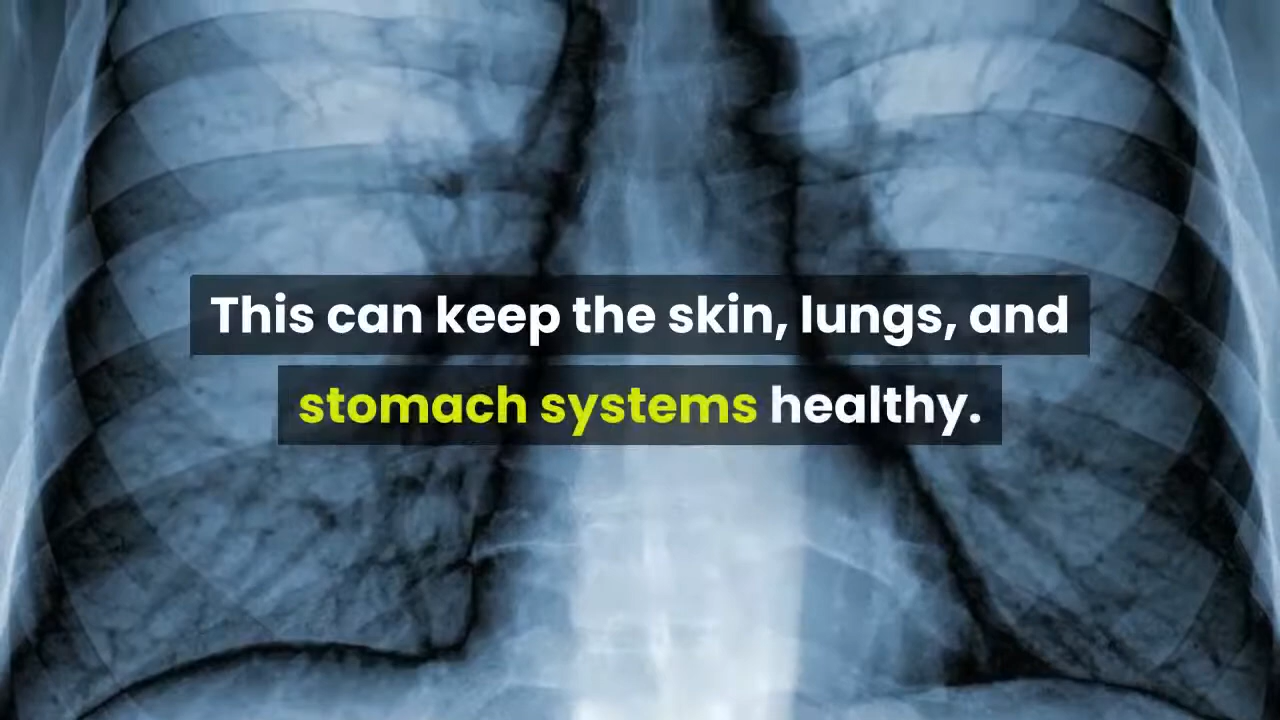 This can keep the skin, lungs, and
stomach systems healthy.